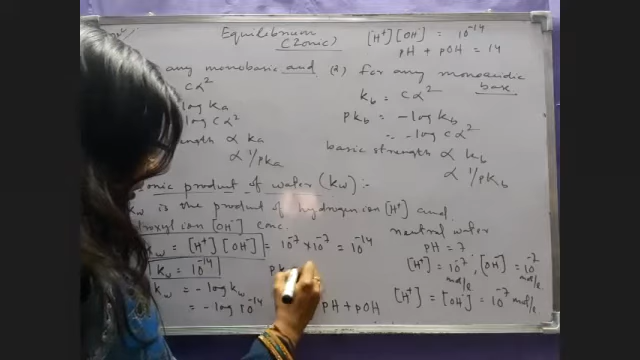 Equilibrium
(Ionic)
[H⁺][OH⁻] = 10⁻¹⁴
pH + pOH = 14
any monobasic and (2) For any monoacidic
base
cα²
log ka
log cα²
α ka
α 1/pka
kb = cα²
pkb = -log kb
= -log cα²
basic strength α kb
α 1/pkb
ionic product of water (kw) :-
kw is the product of hydrogen ion [H⁺] and
hydroxyl ion [OH⁻] conc.
kw = [H⁺][OH⁻] = 10⁻⁷ × 10⁻⁷ = 10⁻¹⁴
kw = 10⁻¹⁴
kw = -log kw
= -log 10⁻¹⁴
pk
pH + pOH
neutral water
pH = 7
[H⁺] = 10⁻⁷ mol/l, [OH⁻] = 10⁻⁷ mol/l
[H⁺] = [OH⁻] = 10⁻⁷ mol/l